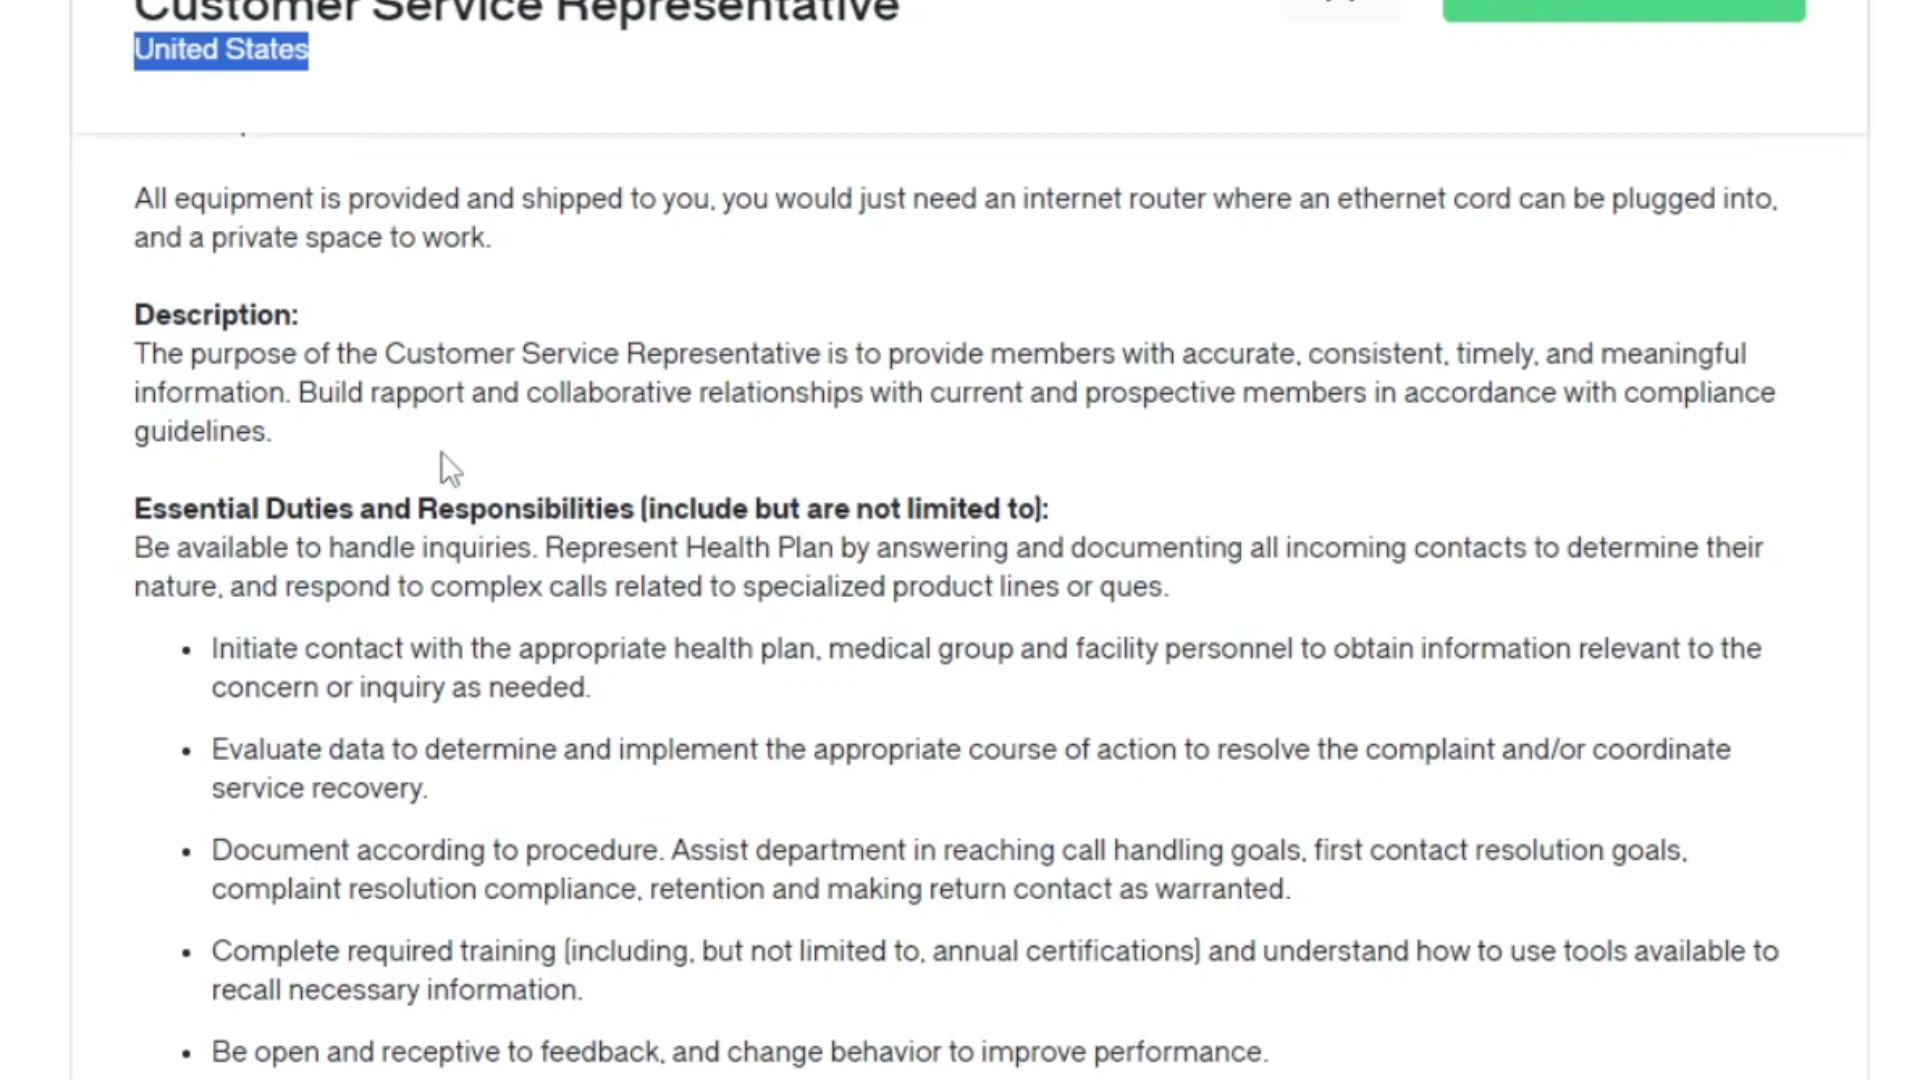 Customer Service Representative
United States
All equipment is provided and shipped to you, you would just need an internet router where an ethernet cord can be plugged into,
and a private space to work.
Description:
The purpose of the Customer Service Representative is to provide members with accurate, consistent, timely, and meaningful
information. Build rapport and collaborative relationships with current and prospective members in accordance with compliance
guidelines.
Essential Duties and Responsibilities (include but are not limited to):
Be available to handle inquiries. Represent Health Plan by answering and documenting all incoming contacts to determine their
nature, and respond to complex calls related to specialized product lines or ques.
• Initiate contact with the appropriate health plan, medical group and facility personnel to obtain information relevant to the
concern or inquiry as needed.
• Evaluate data to determine and implement the appropriate course of action to resolve the complaint and/or coordinate
service recovery.
• Document according to procedure. Assist department in reaching call handling goals, first contact resolution goals,
complaint resolution compliance, retention and making return contact as warranted.
• Complete required training (including, but not limited to, annual certifications) and understand how to use tools available to
recall necessary information.
• Be open and receptive to feedback, and change behavior to improve performance.